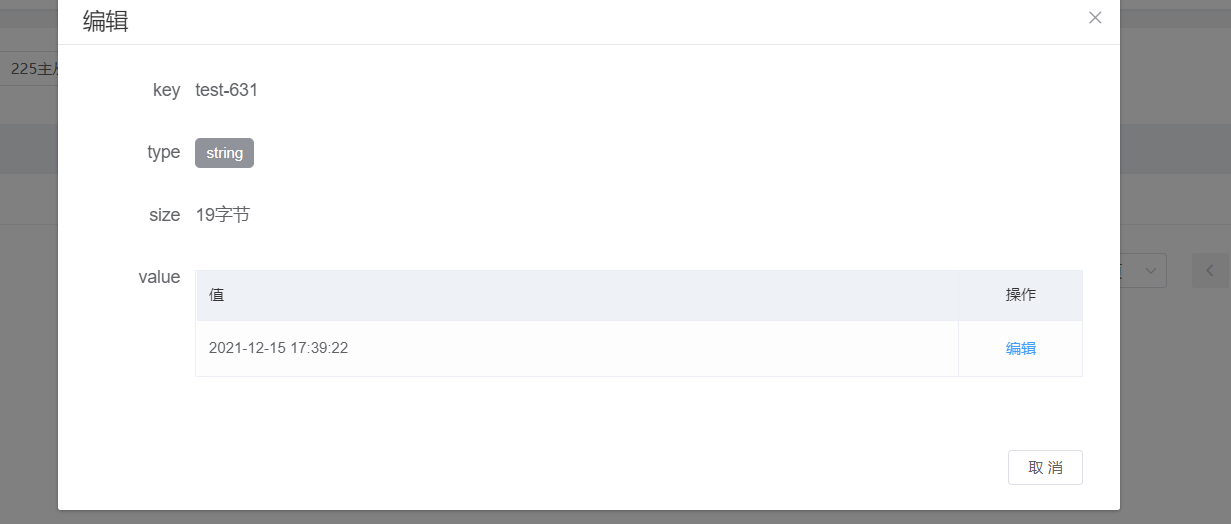 编辑
225主
key test-631
type string
size 19字节
value
值 操作
2021-12-15 17:39:22 编辑
取 消